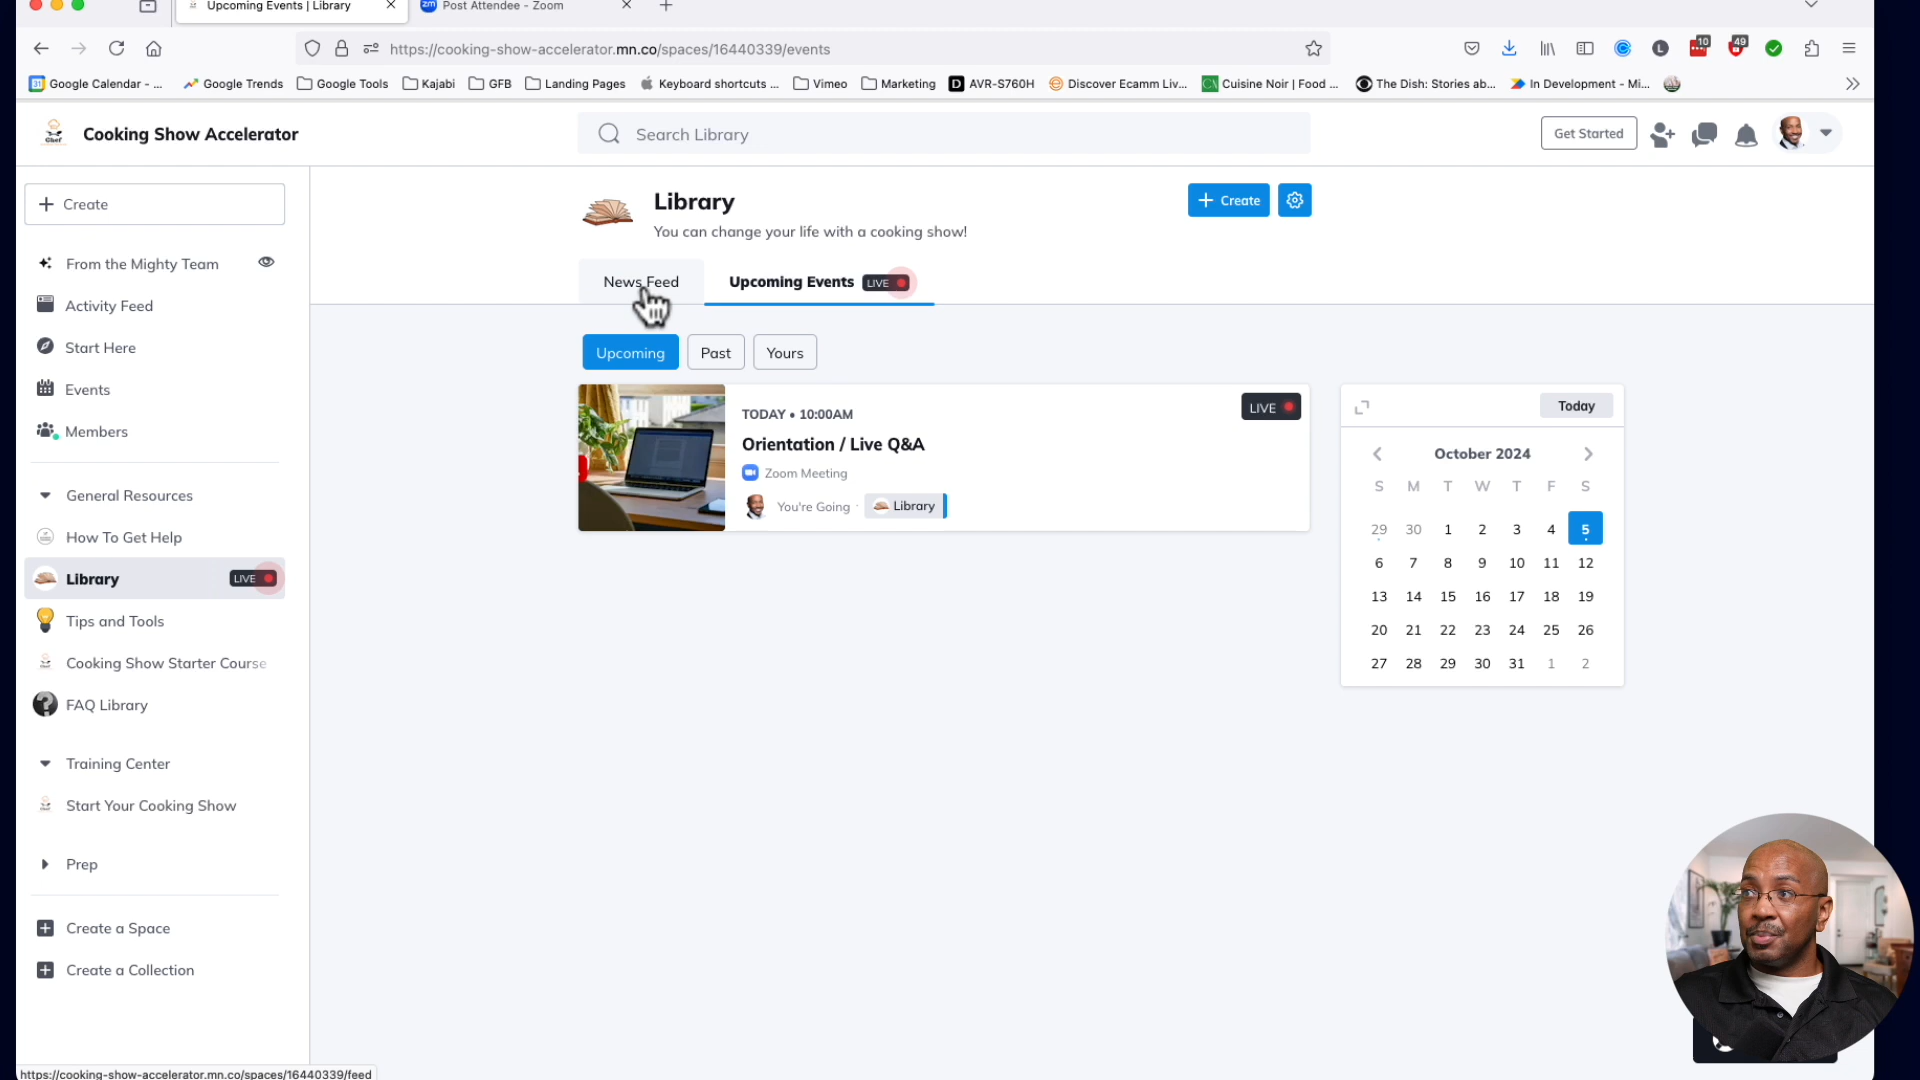 Upcoming Events | Library
zm Post Attendee - Zoom
https://cooking-show-accelerator.mn.co/spaces/16440339/events
10
49
31 Google Calendar - ...
Google Trends
Google Tools
Kajabi
GFB
Landing Pages
Keyboard shortcuts ...
Vimeo
Marketing
D AVR-S760H
Discover Ecamm Liv...
Cuisine Noir | Food ...
The Dish: Stories ab...
In Development - Mi...
Chef
Cooking Show Accelerator
Search Library
Get Started
+ Create
From the Mighty Team
Activity Feed
Start Here
Events
Members
General Resources
How To Get Help
Library LIVE
Tips and Tools
Cooking Show Starter Course
FAQ Library
Training Center
Start Your Cooking Show
Prep
Create a Space
Create a Collection
Library
You can change your life with a cooking show!
+ Create
News Feed
Upcoming Events LIVE
Upcoming
Past
Yours
TODAY • 10:00AM
LIVE
Orientation / Live Q&A
Zoom Meeting
You're Going · Library
Today
October 2024
S M T W T F S
29 30 1 2 3 4 5
6 7 8 9 10 11 12
13 14 15 16 17 18 19
20 21 22 23 24 25 26
27 28 29 30 31 1 2
https://cooking-show-accelerator.mn.co/spaces/16440339/feed